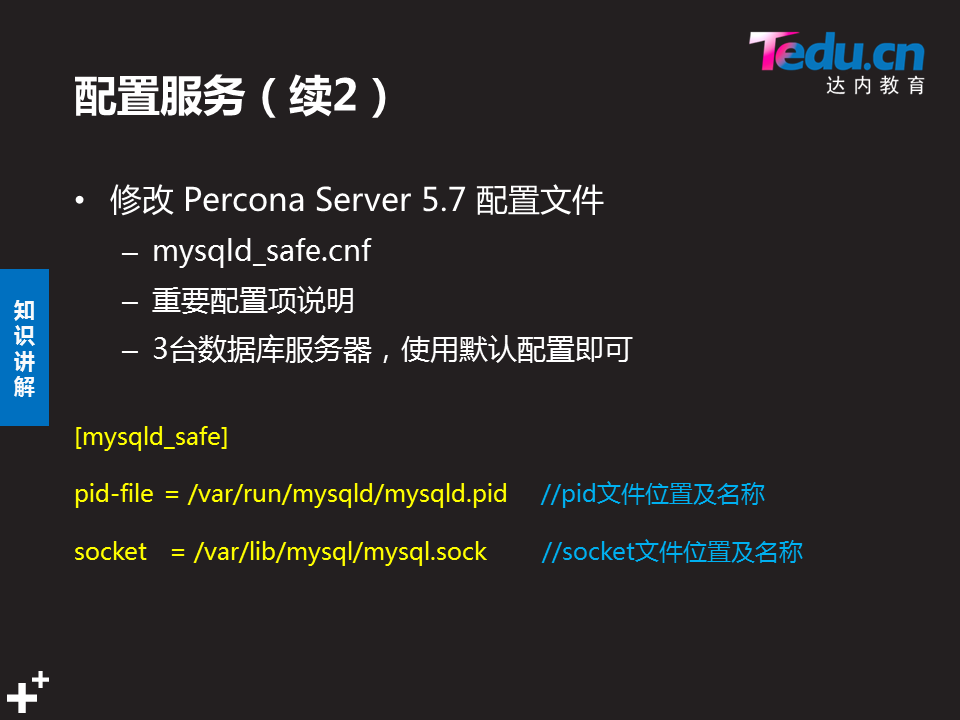 Tedu.cn
达内教育
配置服务（续2）
• 修改 Percona Server 5.7 配置文件
– mysqld_safe.cnf
– 重要配置项说明
– 3台数据库服务器，使用默认配置即可
知识讲解
[mysqld_safe]
pid-file = /var/run/mysqld/mysqld.pid //pid文件位置及名称
socket = /var/lib/mysql/mysql.sock //socket文件位置及名称